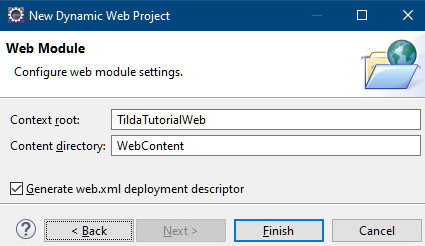 New Dynamic Web Project
Web Module
Configure web module settings.
Context root: TildaTutorialWeb
Content directory: WebContent
Generate web.xml deployment descriptor
? < Back Next > Finish Cancel